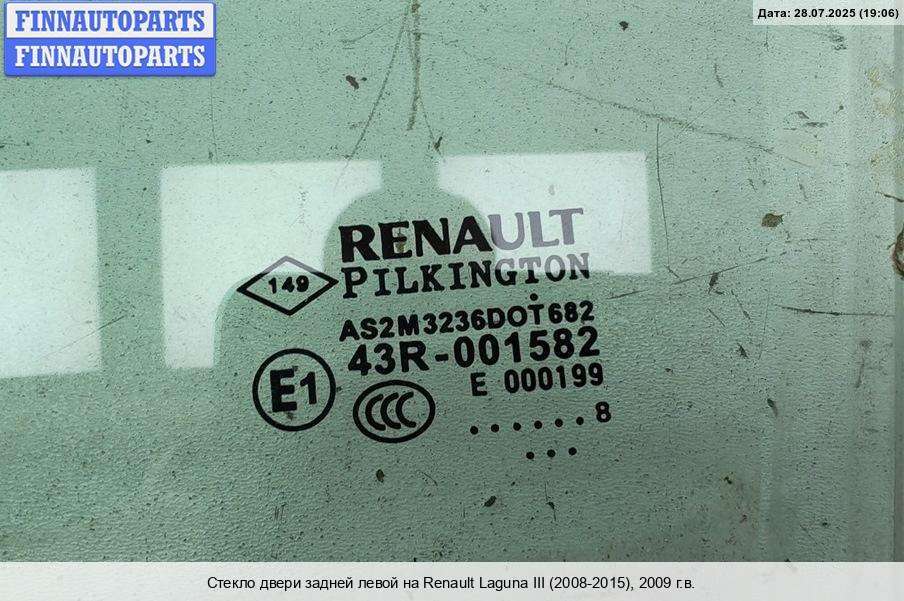 FINNAUTOPARTS
FINNAUTOPARTS
Дата: 28.07.2025 (19:06)
RENAULT
149
PILKINGTON
AS2M3236DOT682
43R-001582
E1
E 000199
CCC
......8
...
Стекло двери задней левой на Renault Laguna III (2008-2015), 2009 г.в.